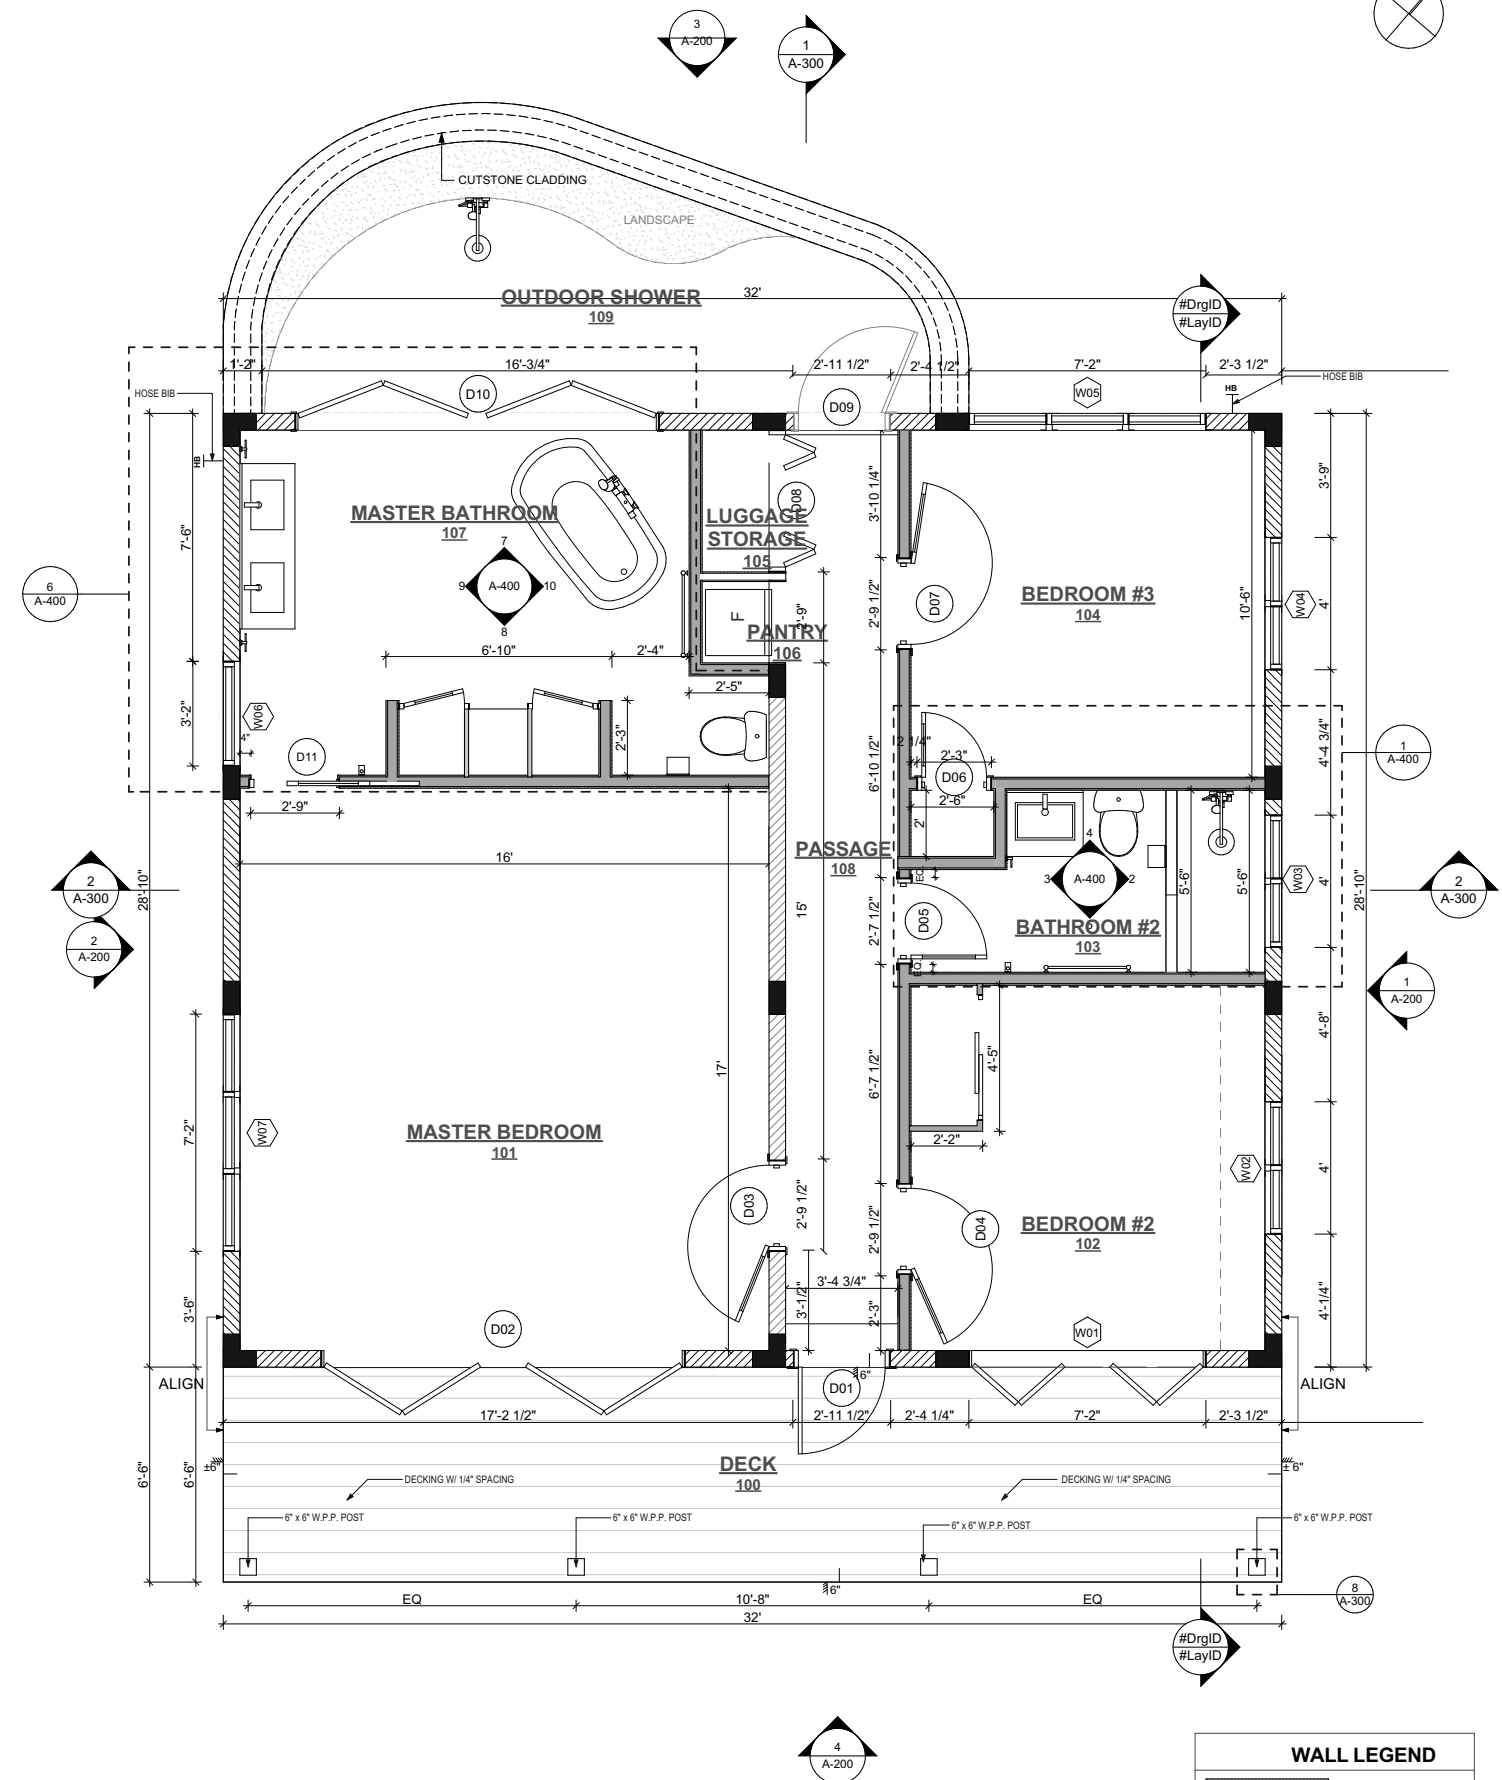 3
A-200
1
A-300
CUTSTONE CLADDING
LANDSCAPE
OUTDOOR SHOWER
109
32'
#DrgID
#LayID
1'-2"
16'-3/4"
2'-11 1/2"
2'-4 1/2"
7'-2"
2'-3 1/2"
HOSE BIB
D10
D09
W05
HB
HOSE BIB
HB
7'-6"
MASTER BATHROOM
107
LUGGAGE
STORAGE
105
D08
3'-10 1/4"
3'-9"
6
A-400
7
9
A-400
10
8
F
PANTRY
106
2'-9"
2'-9 1/2"
D07
BEDROOM #3
104
10'-6"
4'
W04
6'-10"
2'-4"
2'-5"
3'-2"
W06
4"
D11
2'-3"
2'-9"
6'-10 1/2"
2 1/4"
2'-3"
D06
2'-6"
2'
4'-4 3/4"
1
A-400
16'
PASSAGE
108
EQ.
4
3
A-400
2
5'-6"
5'-6"
W03
4'
28'-10"
28'-10"
2
A-300
2
A-200
2
A-300
15'
2'-7 1/2"
D05
EQ.
BATHROOM #2
103
1
A-200
17'
6'-7 1/2"
4'-5"
4'-8"
7'-2"
W07
MASTER BEDROOM
101
2'-2"
4'
W02
D03
2'-9 1/2"
2'-9 1/2"
D04
BEDROOM #2
102
3'-6"
D02
3'-4 3/4"
3'-1/2"
2'-3"
W01
4'-1/4"
ALIGN
6"
D01
ALIGN
17'-2 1/2"
2'-11 1/2"
2'-4 1/4"
7'-2"
2'-3 1/2"
6'-6"
6'-6"
±6"
DECK
100
± 6"
DECKING W/ 1/4" SPACING
DECKING W/ 1/4" SPACING
6" x 6" W.P.P. POST
6" x 6" W.P.P. POST
6" x 6" W.P.P. POST
6" x 6" W.P.P. POST
6"
EQ
10'-8"
EQ
32'
8
A-300
#DrgID
#LayID
4
A-200
WALL LEGEND